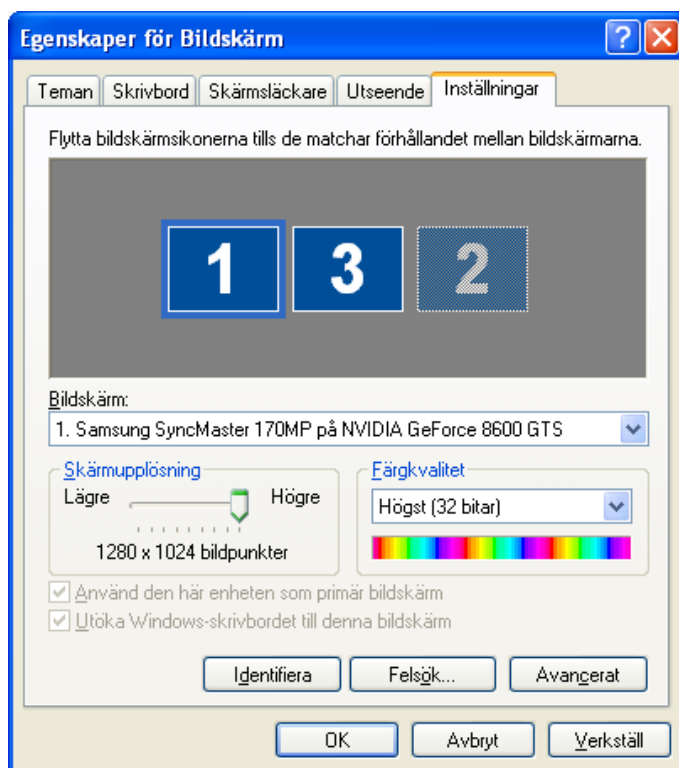 Egenskaper för Bildskärm
Teman Skrivbord Skärmsläckare Utseende Inställningar
Flytta bildskärmsikonerna tills de matchar förhållandet mellan bildskärmarna.
1 3 2
Bildskärm:
1. Samsung SyncMaster 170MP på NVIDIA GeForce 8600 GTS
Skärmupplösning
Lägre Högre
1280 x 1024 bildpunkter
Färgkvalitet
Högst (32 bitar)
Använd den här enheten som primär bildskärm
Utöka Windows-skrivbordet till denna bildskärm
Identifiera Felsök... Avancerat
OK Avbryt Verkställ